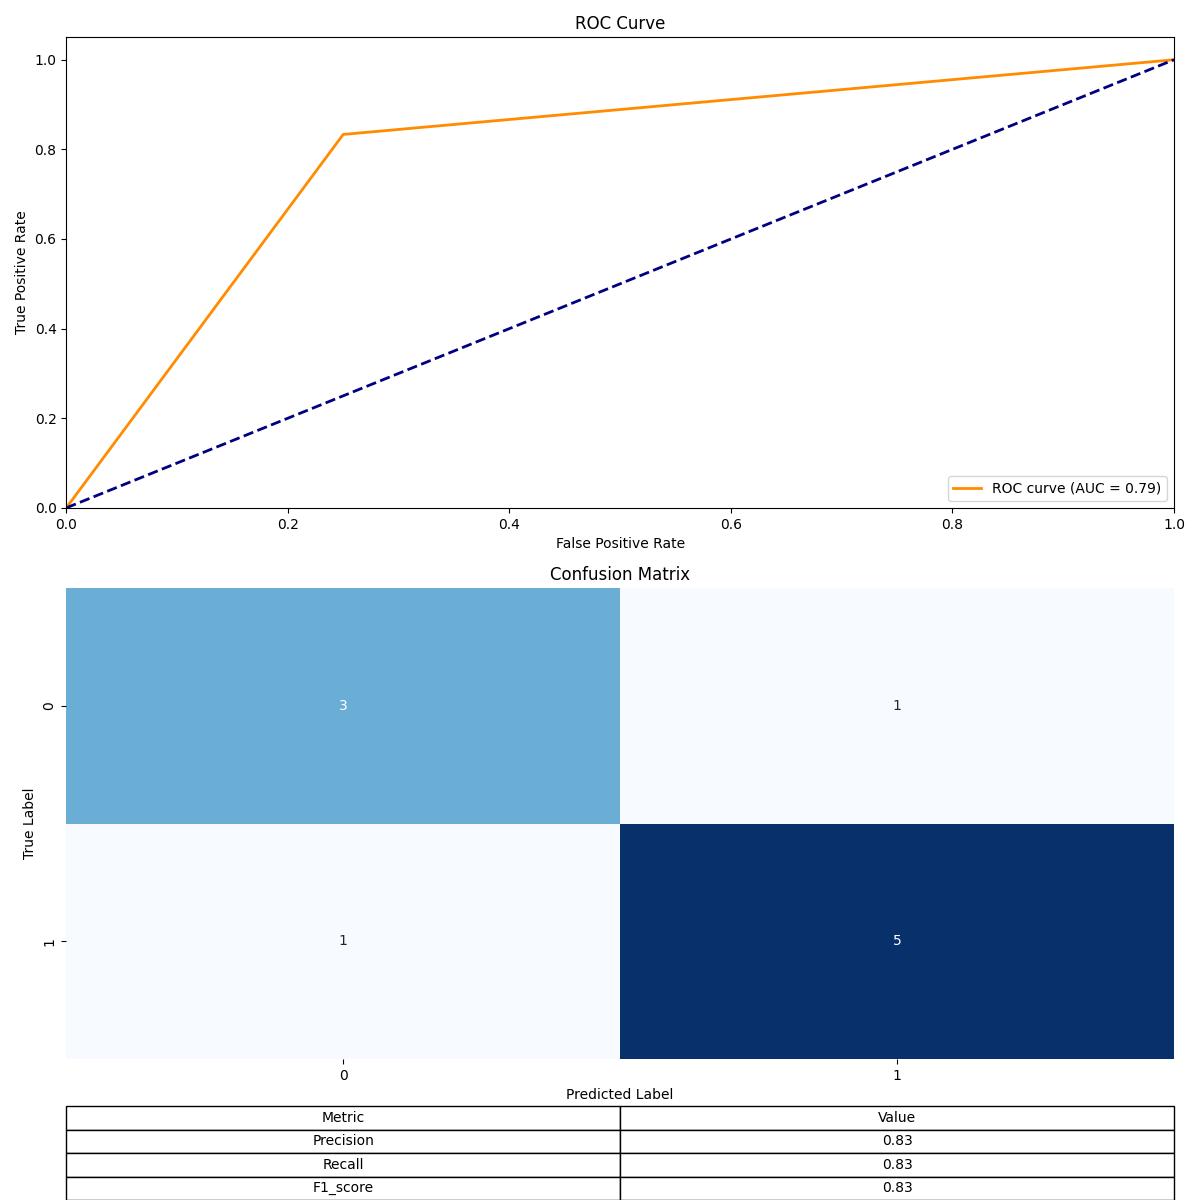 ROC Curve
1.0
0.8
0.6
0.4
0.2
0.0
True Positive Rate
0.0 0.2 0.4 0.6 0.8 1.0
False Positive Rate
ROC curve (AUC = 0.79)
Confusion Matrix
0
1
True Label
3 1
1 5
0 1
Predicted Label
Metric Value
Precision 0.83
Recall 0.83
F1_score 0.83